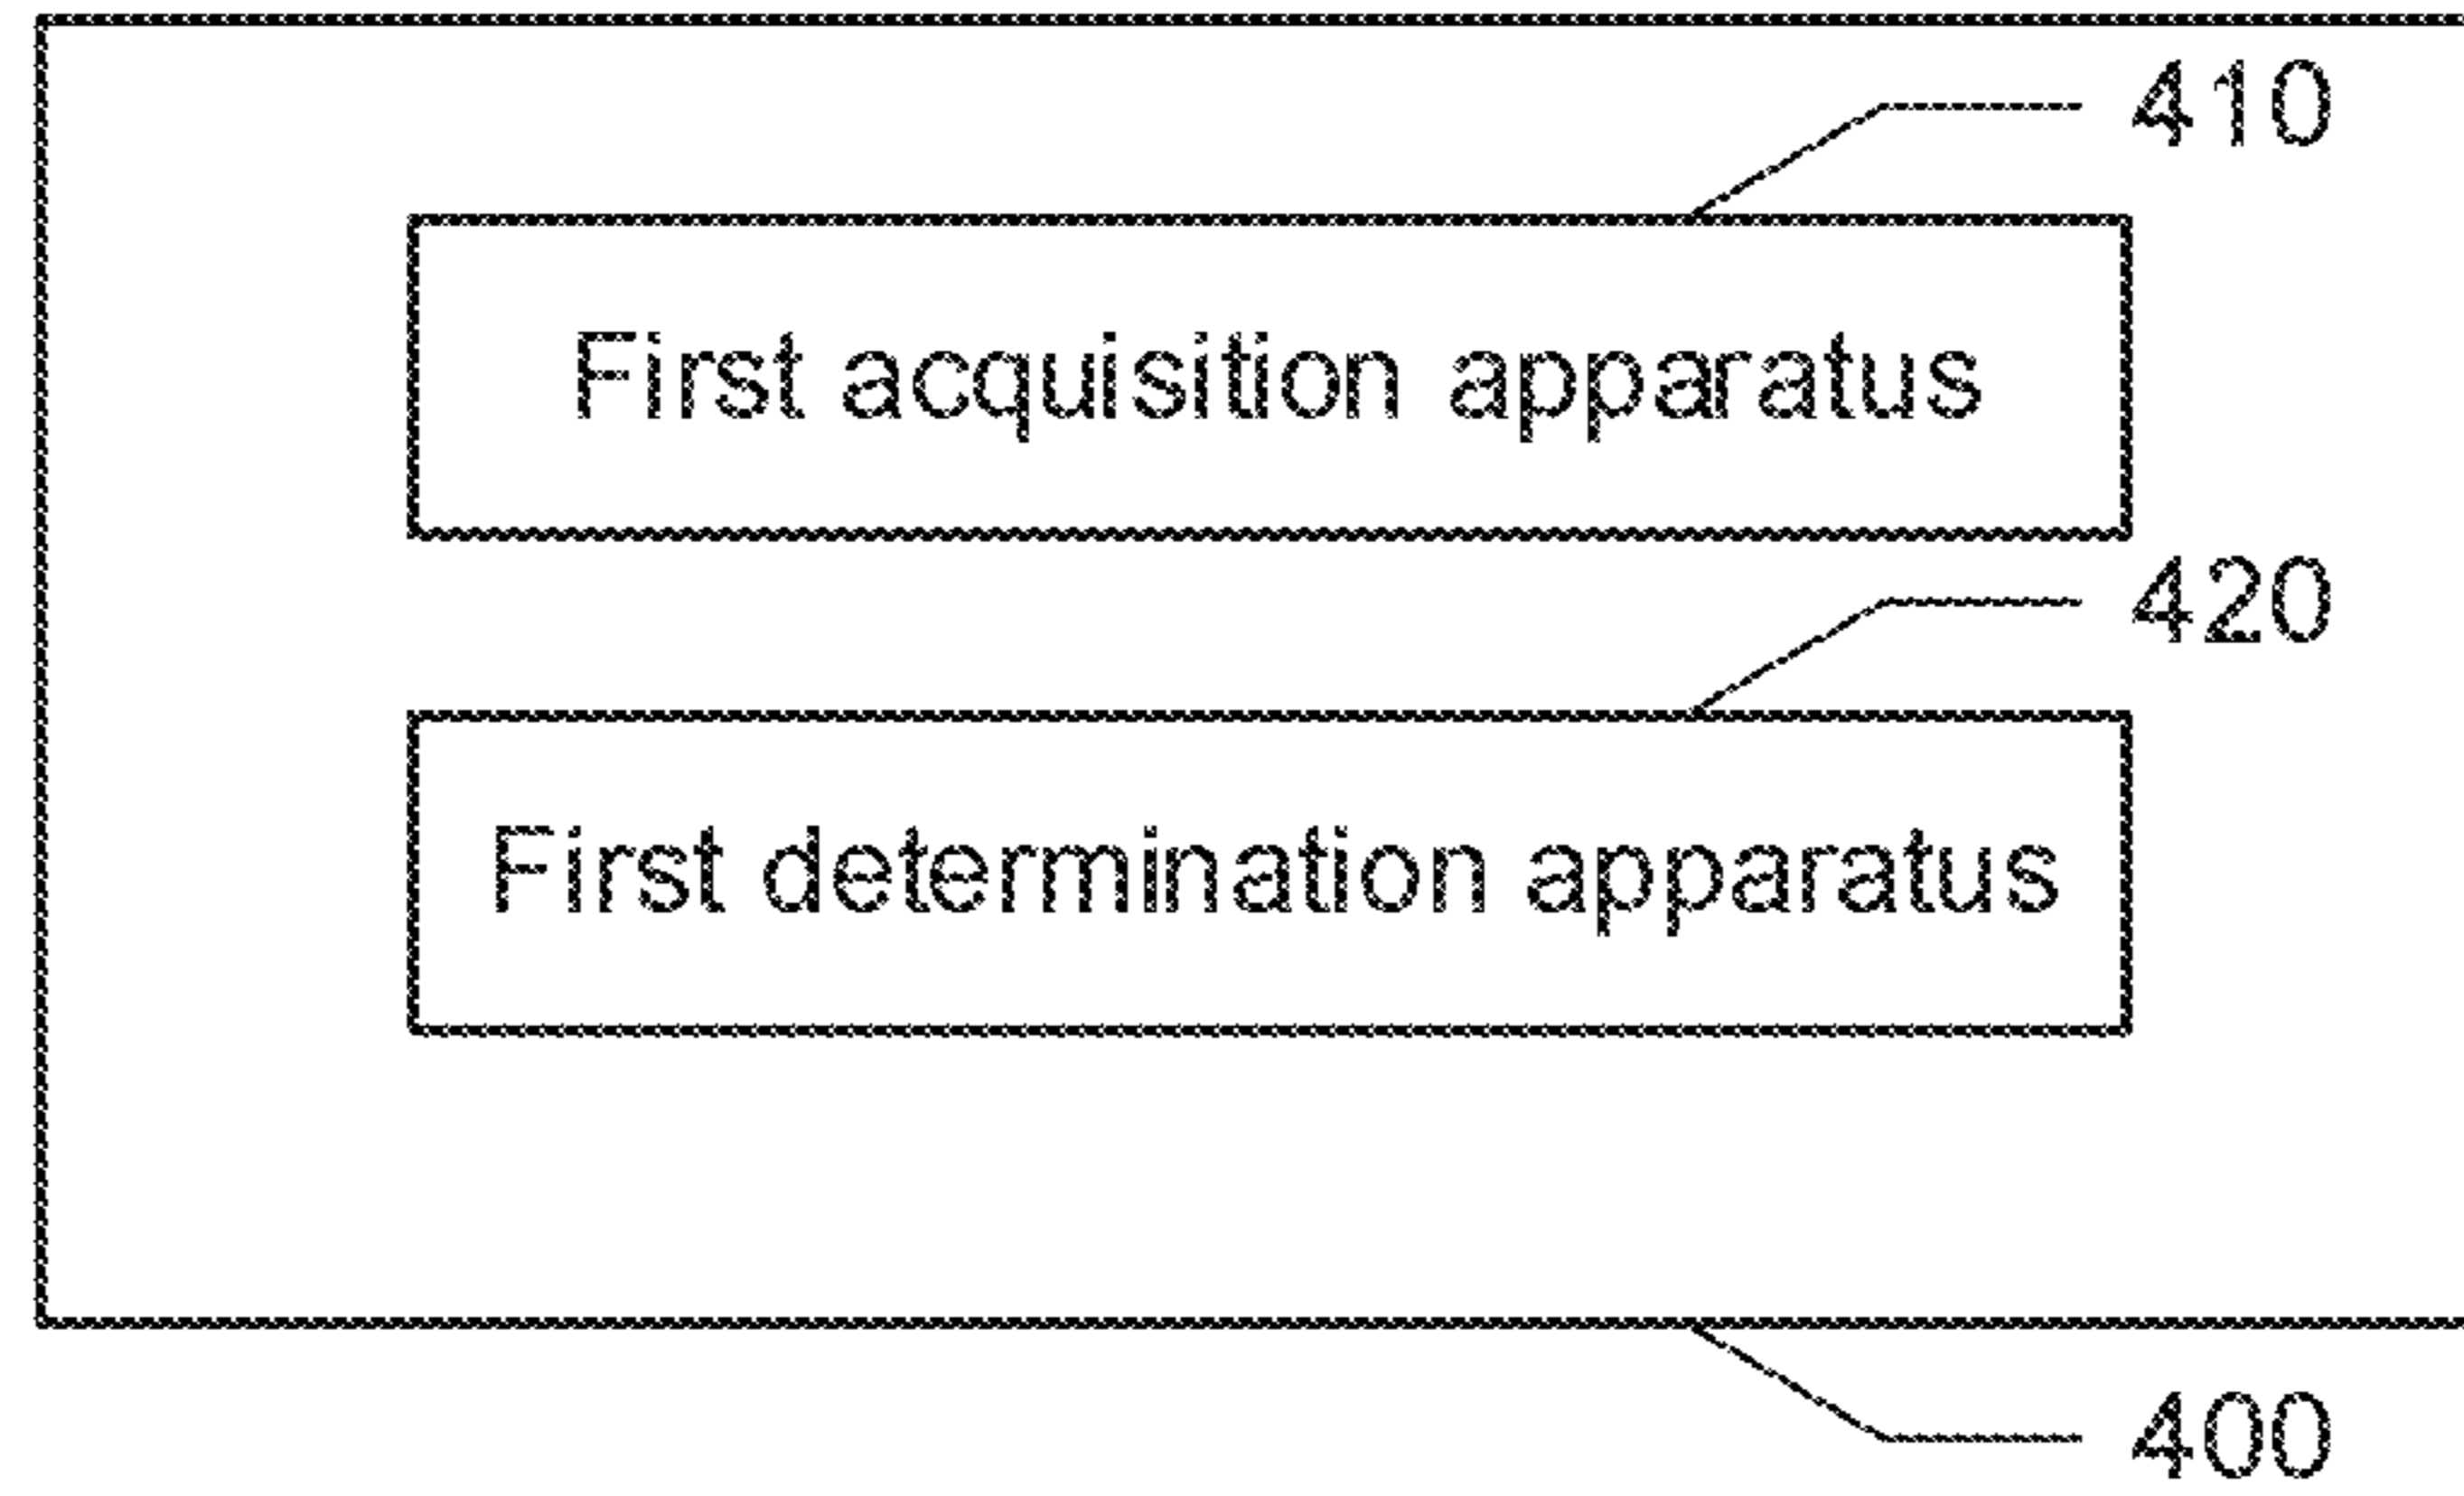 410
First acquisition apparatus
420
First determination apparatus
400